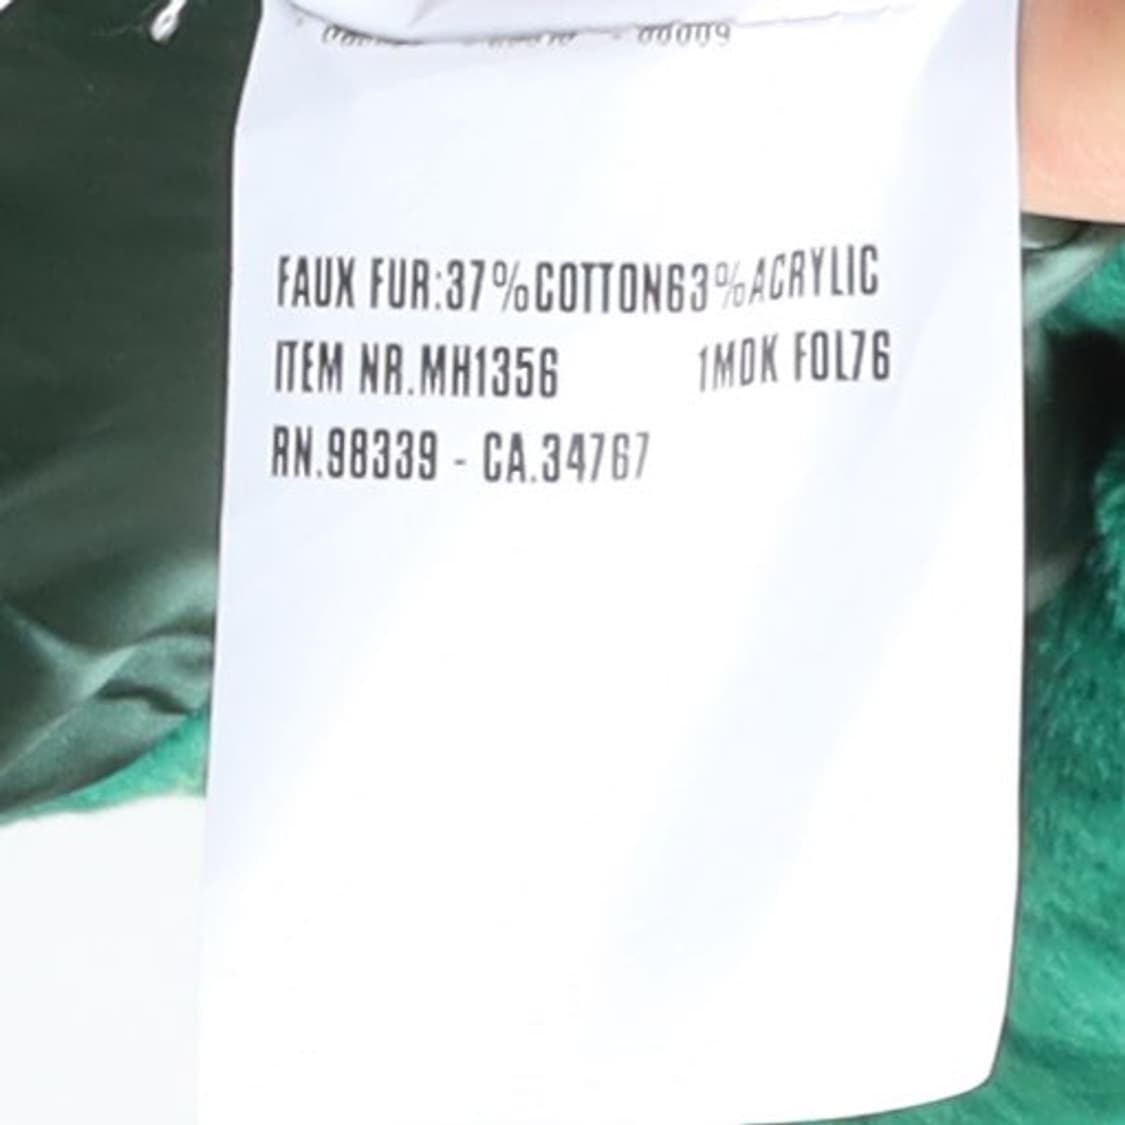 FAUX FUR:37%COTTON63%ACRYLIC
ITEM NR.MH1356 1MDK FOL76
RN.98339 - CA.34767